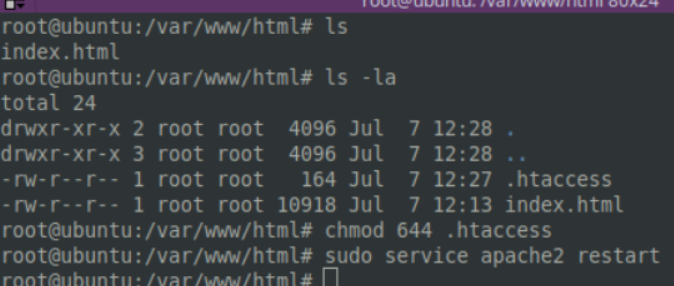 root@ubuntu: /var/www/html 80x24
root@ubuntu:/var/www/html# ls
index.html
root@ubuntu:/var/www/html# ls -la
total 24
drwxr-xr-x 2 root root  4096 Jul  7 12:28 .
drwxr-xr-x 3 root root  4096 Jul  7 12:28 ..
-rw-r--r-- 1 root root   164 Jul  7 12:27 .htaccess
-rw-r--r-- 1 root root 10918 Jul  7 12:13 index.html
root@ubuntu:/var/www/html# chmod 644 .htaccess
root@ubuntu:/var/www/html# sudo service apache2 restart
root@ubuntu:/var/www/html#